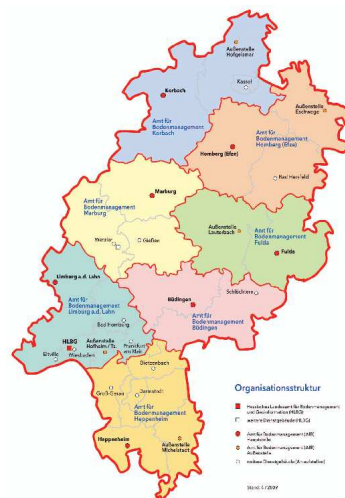 Außenstelle
Hofgeismar
Kassel
Korbach
Außenstelle
Eschwege
Amt für
Bodenmanagement
Korbach
Amt für
Bodenmanagement
Homberg (Efze)
Homberg (Efze)
Bad Hersfeld
Marburg
Amt für
Bodenmanagement
Marburg
Wetzlar
Gießen
Außenstelle
Lauterbach
Amt für
Bodenmanagement
Fulda
Fulda
Limburg a.d. Lahn
Amt für
Bodenmanagement
Limburg a.d. Lahn
Schlüchtern
Büdingen
Bad Homburg
Amt für
Bodenmanagement
Büdingen
HLBG
Eltville
Wiesbaden
Außenstelle
Hofheim/Ts.
Frankfurt
am Main
Dietzenbach
Groß-Gerau
Darmstadt
Amt für
Bodenmanagement
Heppenheim
Heppenheim
Außenstelle
Michelstadt
Organisationsstruktur
Hessisches Landesamt für Bodenmanagement
und Geoinformation (HLBG)
weitere Dienstgebäude (HLBG)
Amt für Bodenmanagement (AfB)
Hauptstelle
Amt für Bodenmanagement (AfB)
Außenstelle